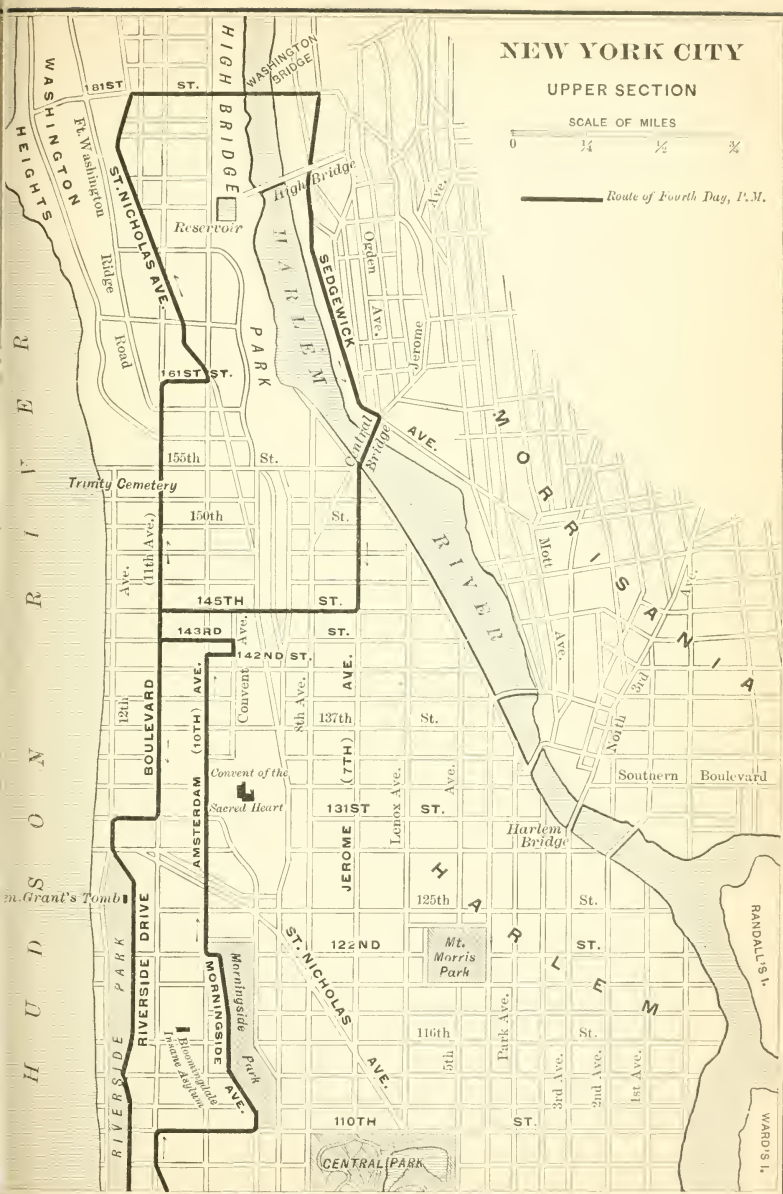 NEW YORK CITY
UPPER SECTION
SCALE OF MILES
0 ¼ ½ ¾
Route of Fourth Day, P.M.
WASHINGTON HEIGHTS
181ST ST.
HIGH BRIDGE PARK
WASHINGTON BRIDGE
Ft. Washington Ridge Road
ST. NICHOLAS AVE.
Reservoir
High Bridge
HARLEM RIVER
SEDGEWICK AVE.
Ogden Ave.
Jerome Ave.
161ST ST.
Central Bridge
MORRISANIA
155th St.
Trinity Cemetery
150th St.
HUDSON RIVER
BOULEVARD (11th Ave.)
12th Ave.
145TH ST.
143RD ST.
142ND ST.
Convent Ave.
AMSTERDAM (10TH) AVE.
8th Ave.
JEROME (7TH) AVE.
137th St.
Mott Ave.
North 3rd Ave.
Southern Boulevard
Convent of the
Sacred Heart
131ST ST.
Lenox Ave.
Harlem
Bridge
HARLEM
125th St.
n. Grant's Tomb
RIVERSIDE PARK
RIVERSIDE DRIVE
122ND ST.
Mt.
Morris
Park
MORNINGSIDE AVE.
Morningside Park
ST. NICHOLAS AVE.
Bloomingdale
Insane Asylum
116th St.
5th Ave.
Park Ave.
3rd Ave.
2nd Ave.
1st Ave.
RANDALL'S I.
WARD'S I.
110TH ST.
CENTRAL PARK